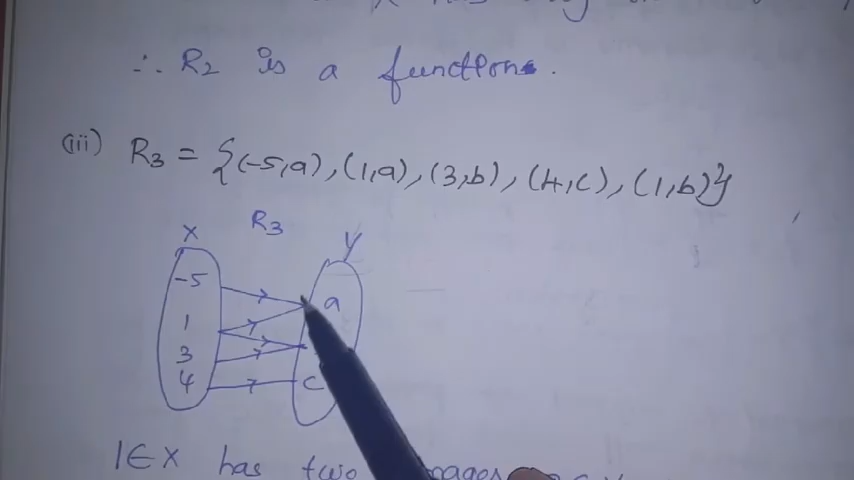 ∴ R2 is a function.
(iii) R3 = {(-5,a), (1,a), (3,b), (4,c), (1,b)}
X R3 Y
-5 a
1
3
4 c
1∈X has two